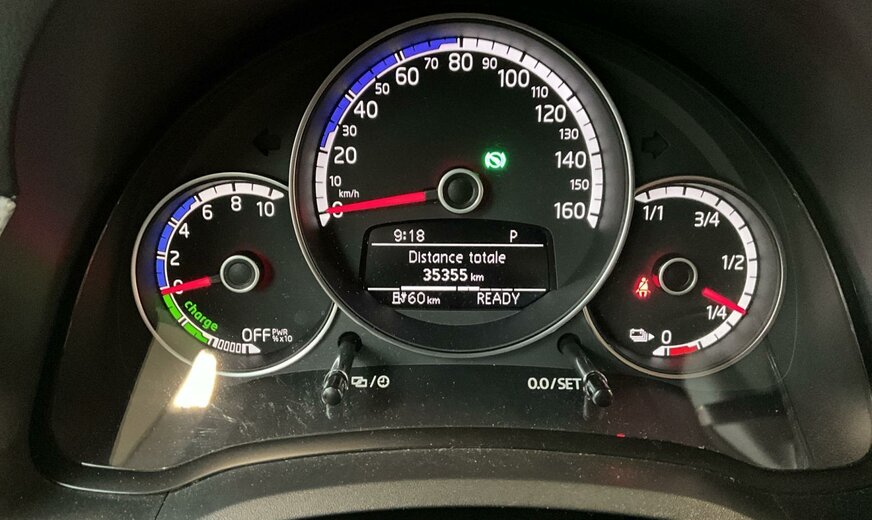 0 10 20 30 40 50 60 70 80 90 100 110 120 130 140 150 160
km/h
9:18 P
Distance totale
35355 km
60 km READY
0 2 4 6 8 10
charge
OFF PWR
% x10
1/1 3/4 1/2 1/4 0
0.0/SET